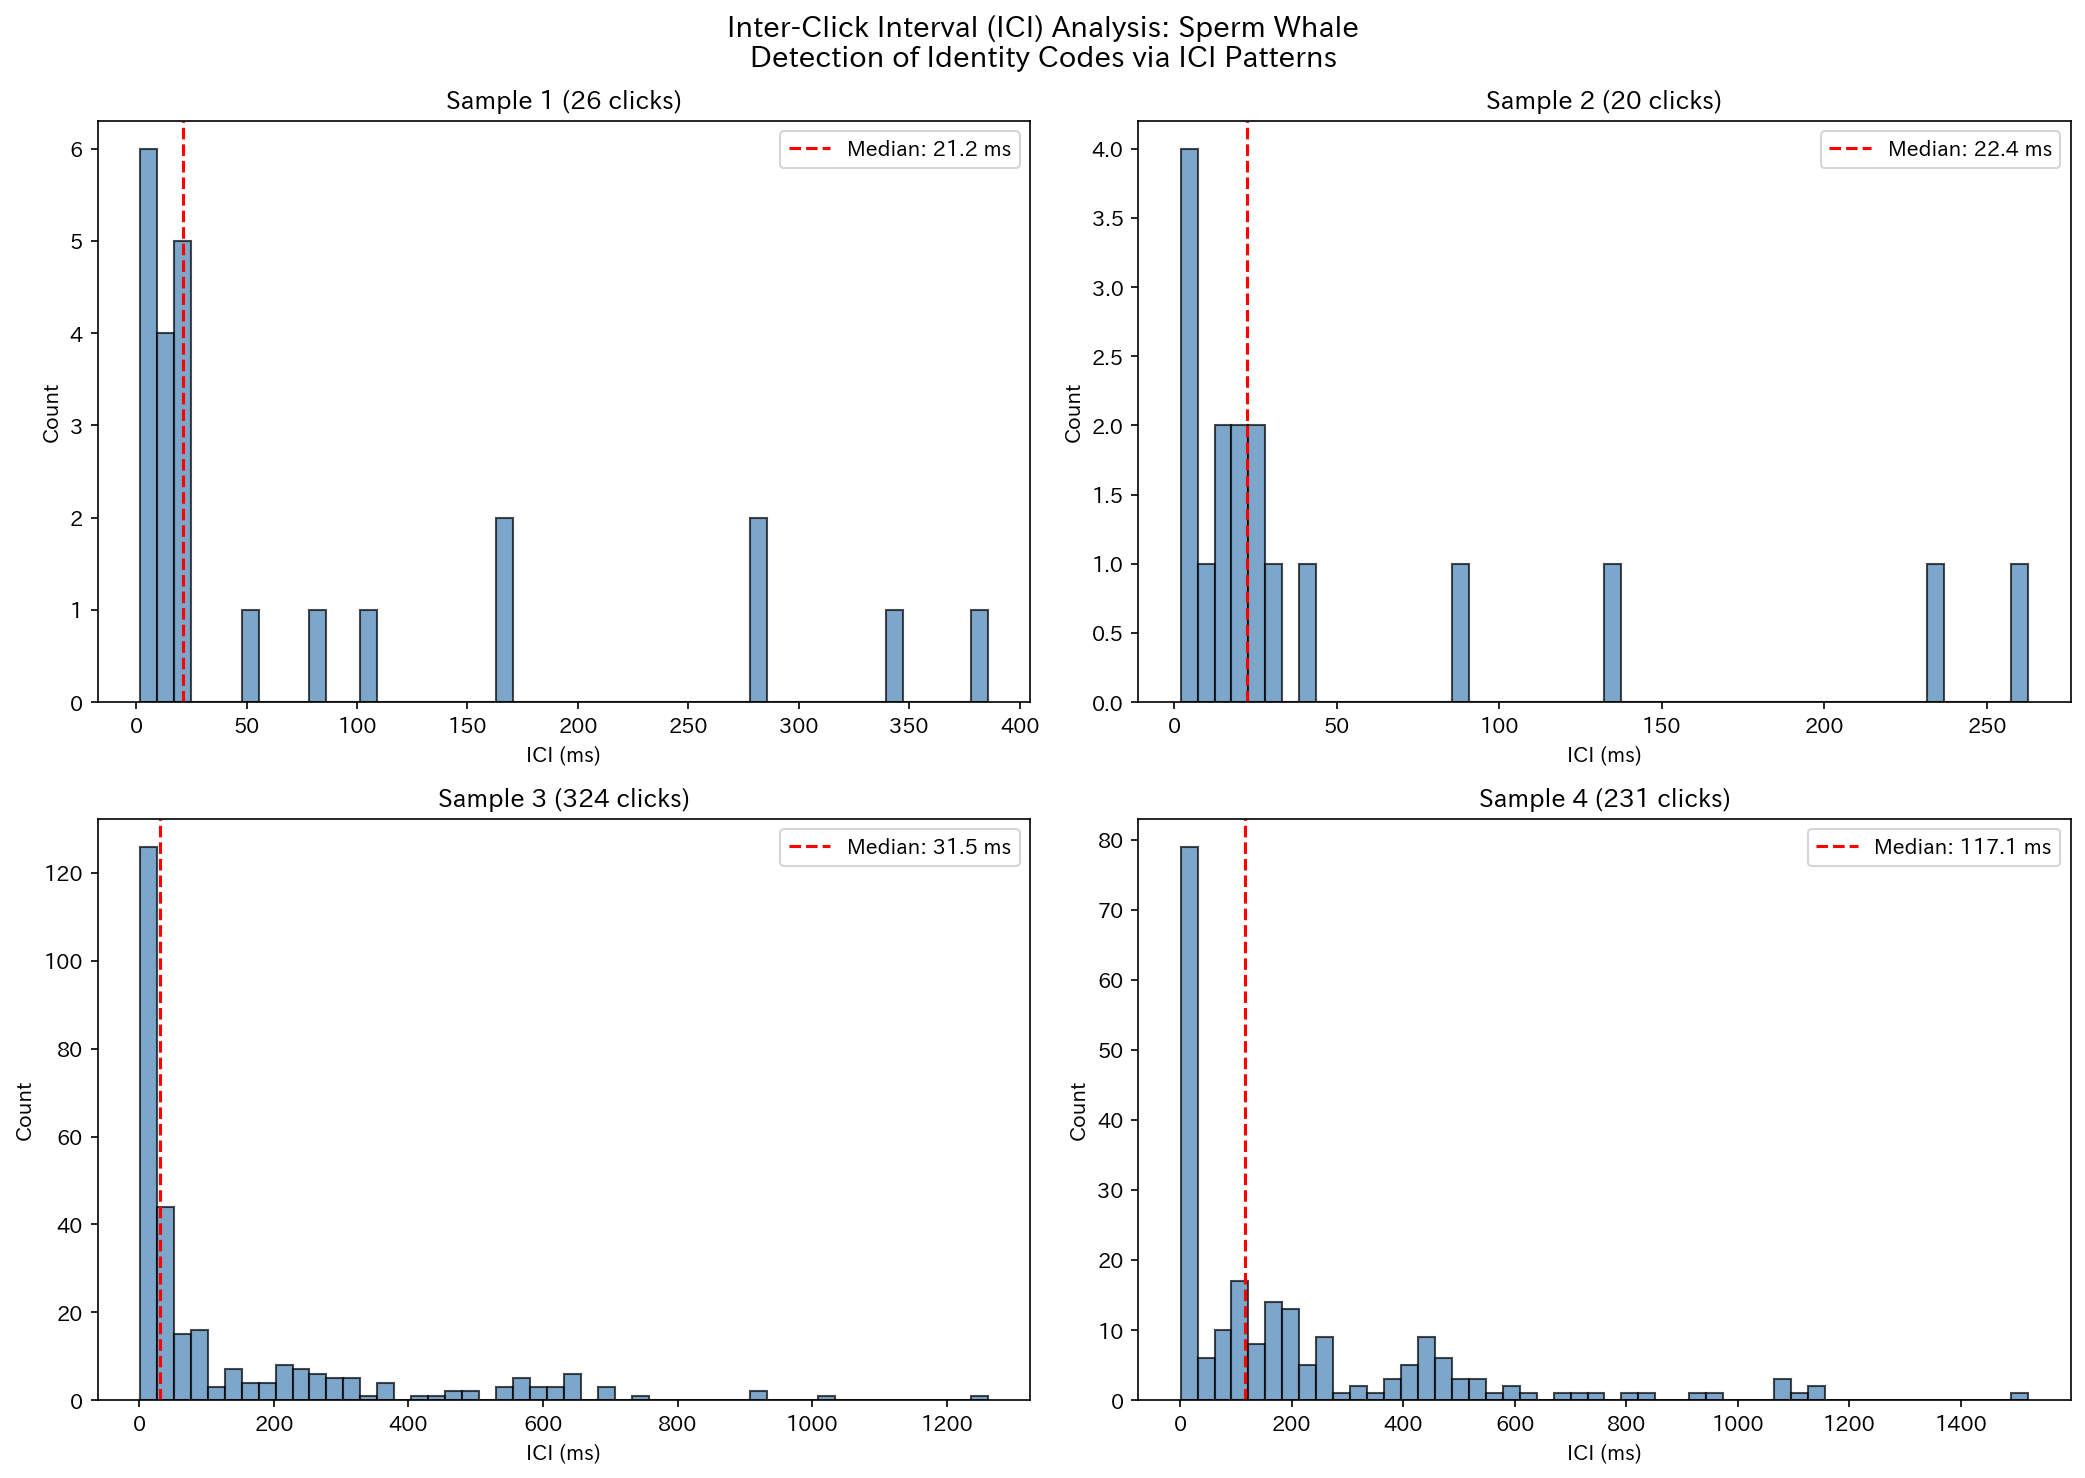 Inter-Click Interval (ICI) Analysis: Sperm Whale
Detection of Identity Codes via ICI Patterns
Sample 1 (26 clicks)
Median: 21.2 ms
6
5
4
3
2
1
0
Count
0 50 100 150 200 250 300 350 400
ICI (ms)
Sample 2 (20 clicks)
Median: 22.4 ms
4.0
3.5
3.0
2.5
2.0
1.5
1.0
0.5
0.0
Count
0 50 100 150 200 250
ICI (ms)
Sample 3 (324 clicks)
Median: 31.5 ms
120
100
80
60
40
20
0
Count
0 200 400 600 800 1000 1200
ICI (ms)
Sample 4 (231 clicks)
Median: 117.1 ms
80
70
60
50
40
30
20
10
0
Count
0 200 400 600 800 1000 1200 1400
ICI (ms)